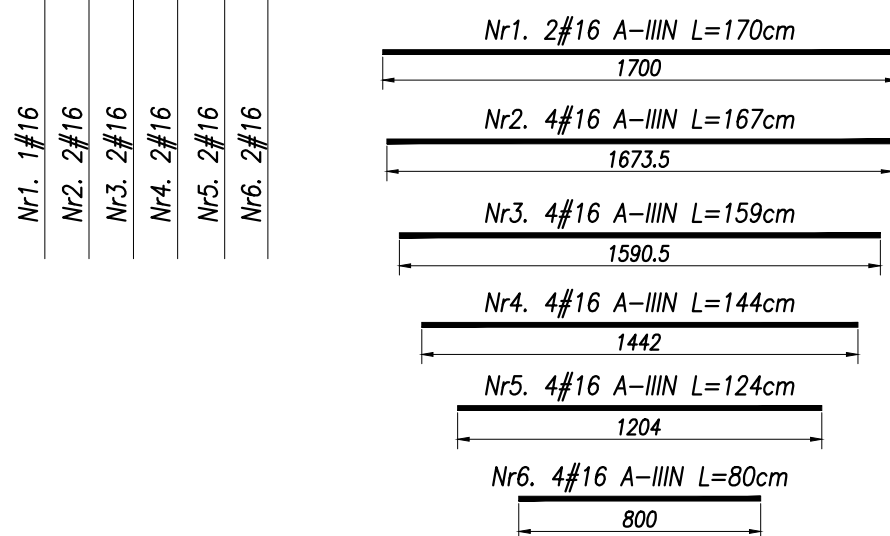 Nr1. 1#16
Nr2. 2#16
Nr3. 2#16
Nr4. 2#16
Nr5. 2#16
Nr6. 2#16
Nr1. 2#16 A-IIIN L=170cm
1700
Nr2. 4#16 A-IIIN L=167cm
1673.5
Nr3. 4#16 A-IIIN L=159cm
1590.5
Nr4. 4#16 A-IIIN L=144cm
1442
Nr5. 4#16 A-IIIN L=124cm
1204
Nr6. 4#16 A-IIIN L=80cm
800